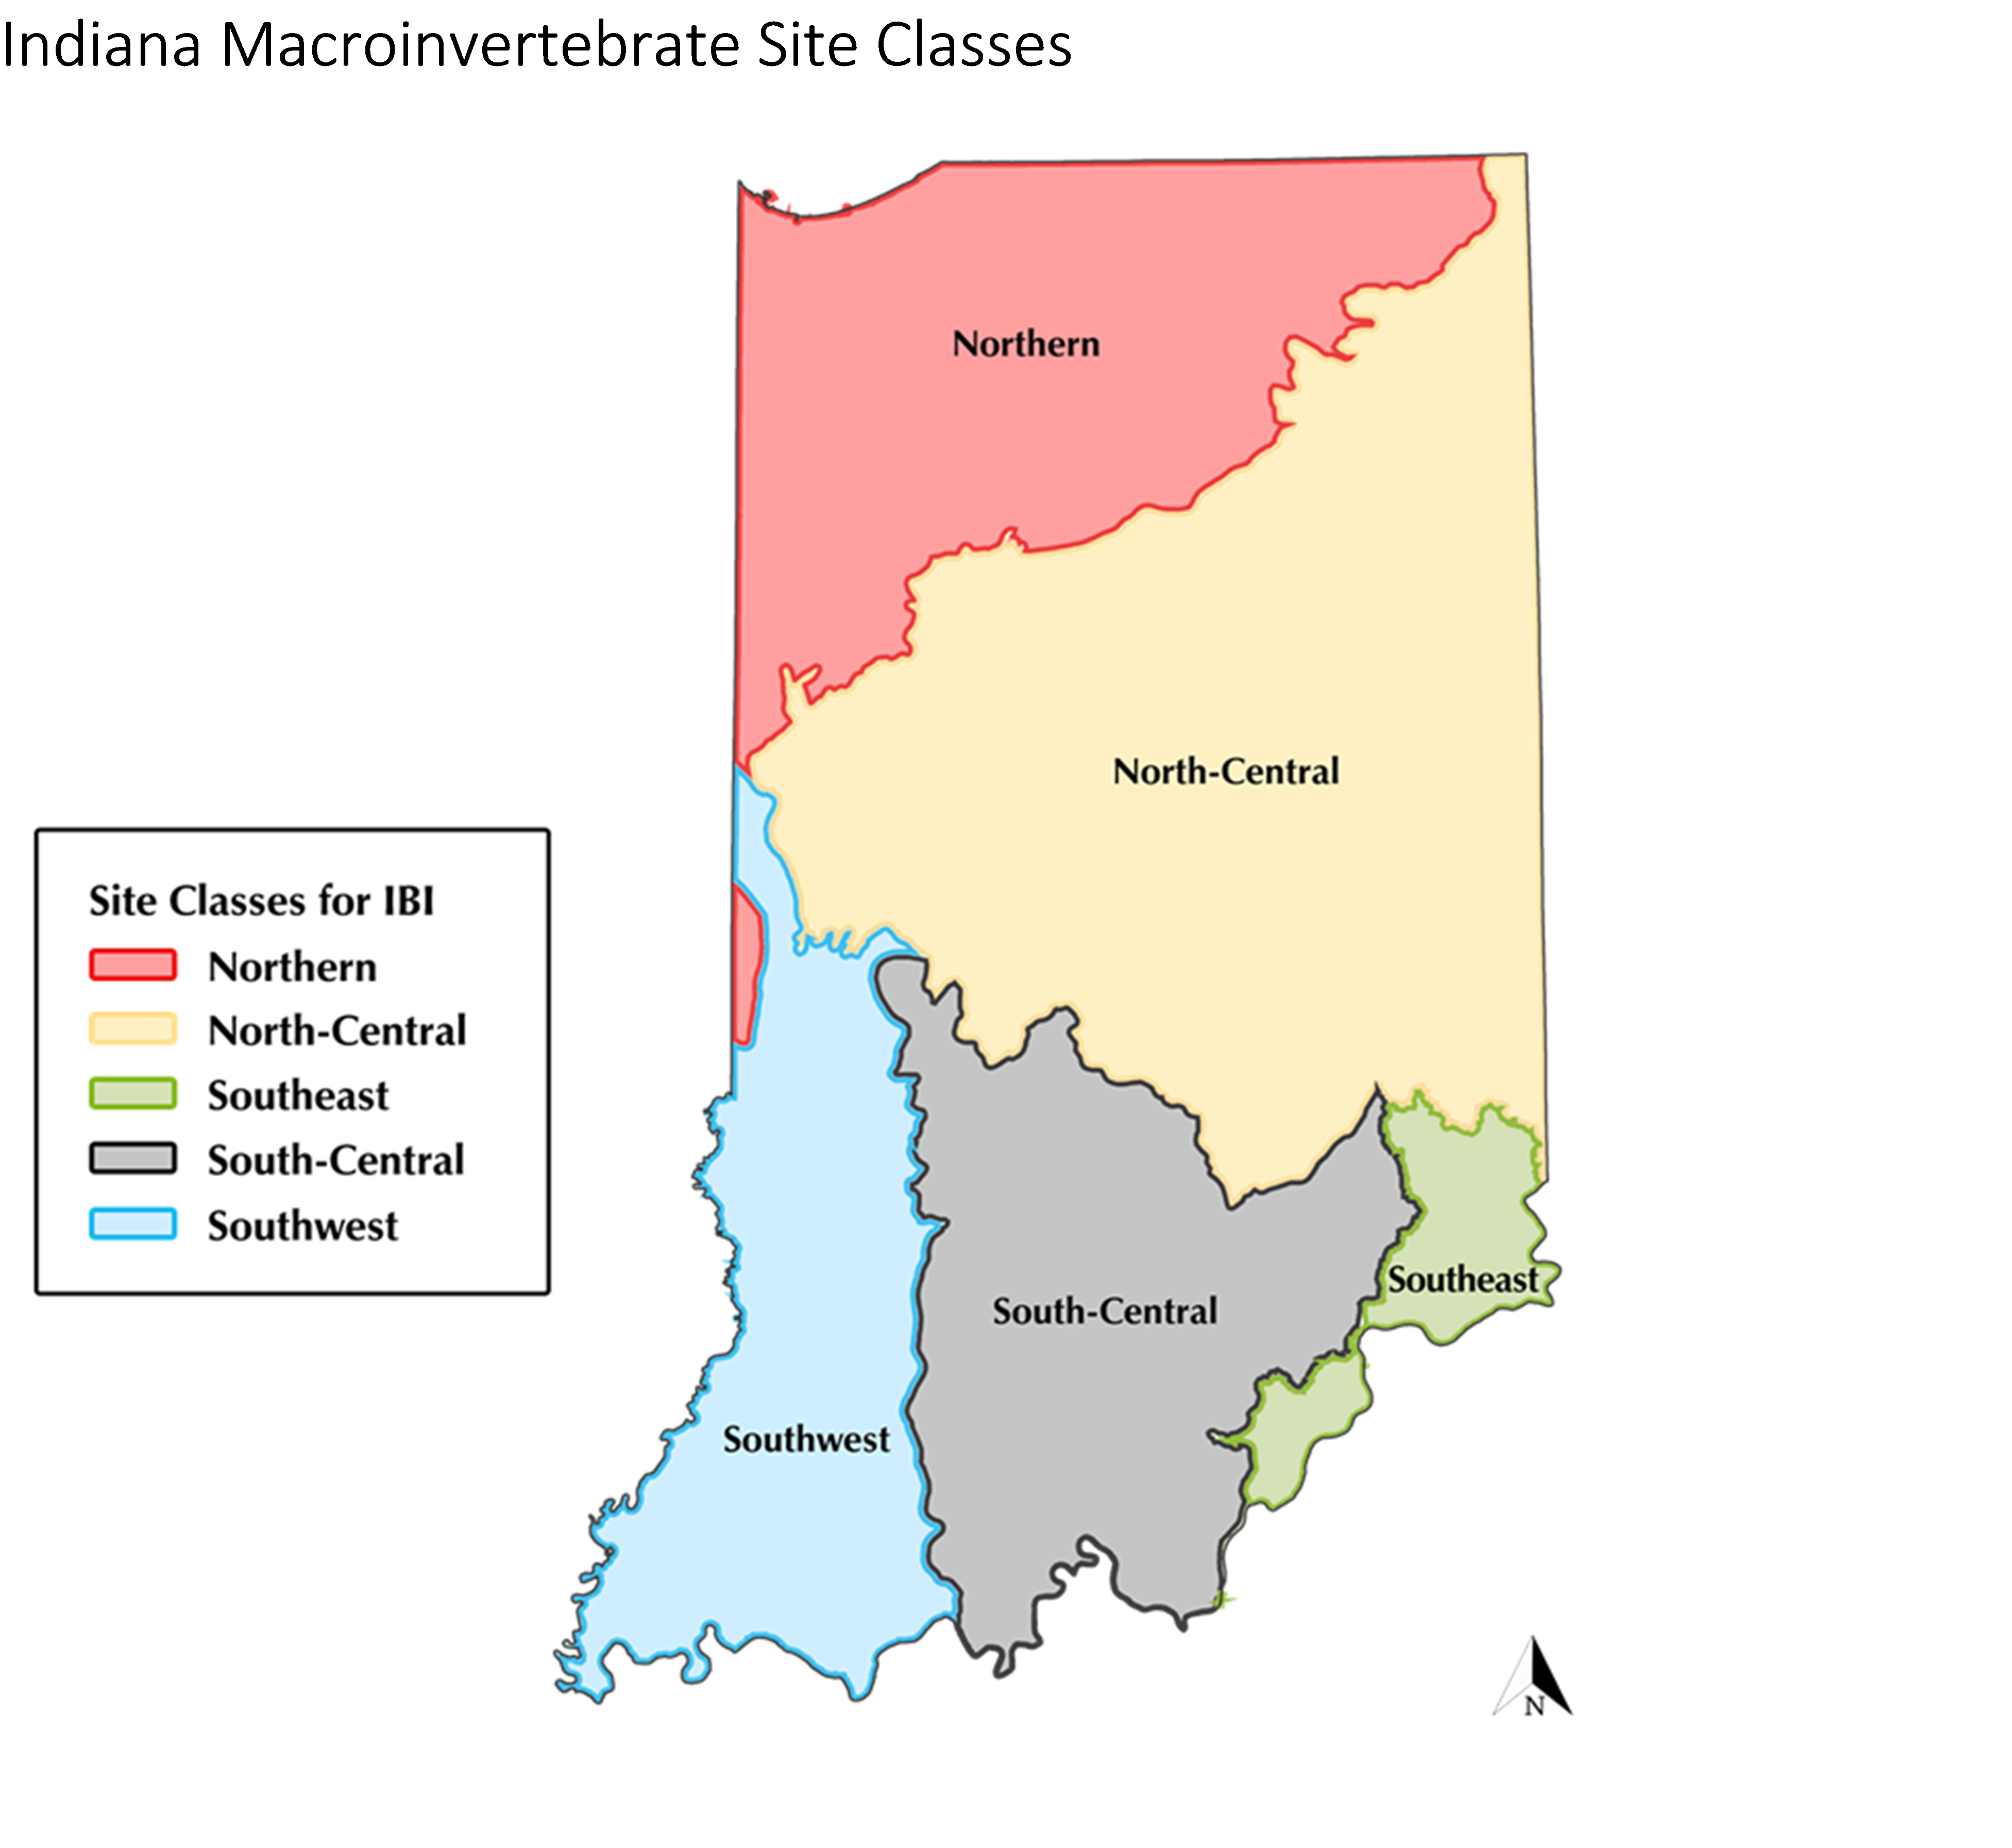 Indiana Macroinvertebrate Site Classes
Northern
North-Central
Site Classes for IBI
Northern
North-Central
Southeast
South-Central
Southwest
Southeast
South-Central
Southwest
N